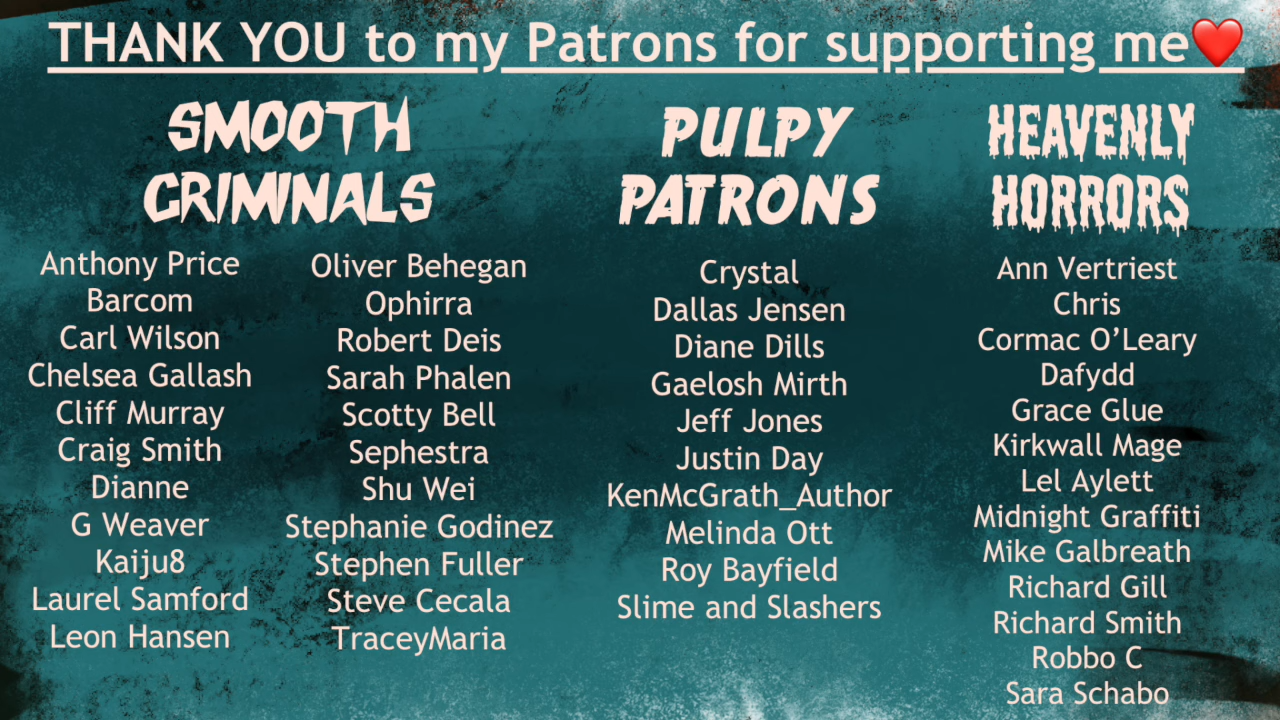 THANK YOU to my Patrons for supporting me❤️
SMOOTH
CRIMINALS
Anthony Price
Barcom
Carl Wilson
Chelsea Gallash
Cliff Murray
Craig Smith
Dianne
G Weaver
Kaiju8
Laurel Samford
Leon Hansen
Oliver Behegan
Ophirra
Robert Deis
Sarah Phalen
Scotty Bell
Sephestra
Shu Wei
Stephanie Godinez
Stephen Fuller
Steve Cecala
TraceyMaria
PULPY
PATRONS
Crystal
Dallas Jensen
Diane Dills
Gaelosh Mirth
Jeff Jones
Justin Day
KenMcGrath_Author
Melinda Ott
Roy Bayfield
Slime and Slashers
HEAVENLY
HORRORS
Ann Vertriest
Chris
Cormac O’Leary
Dafydd
Grace Glue
Kirkwall Mage
Lel Aylett
Midnight Graffiti
Mike Galbreath
Richard Gill
Richard Smith
Robbo C
Sara Schabo